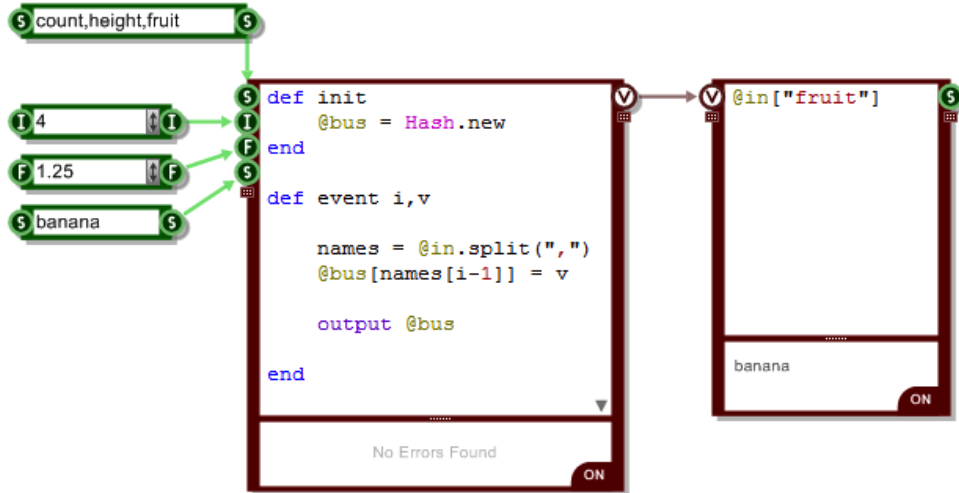 S count,height,fruit S
I 4 I
F 1.25 F
S banana S
S I F S
def init
@bus = Hash.new
end
def event i,v
names = @in.split(",")
@bus[names[i-1]] = v
output @bus
end
No Errors Found
ON
V
V @in["fruit"] S
banana
ON